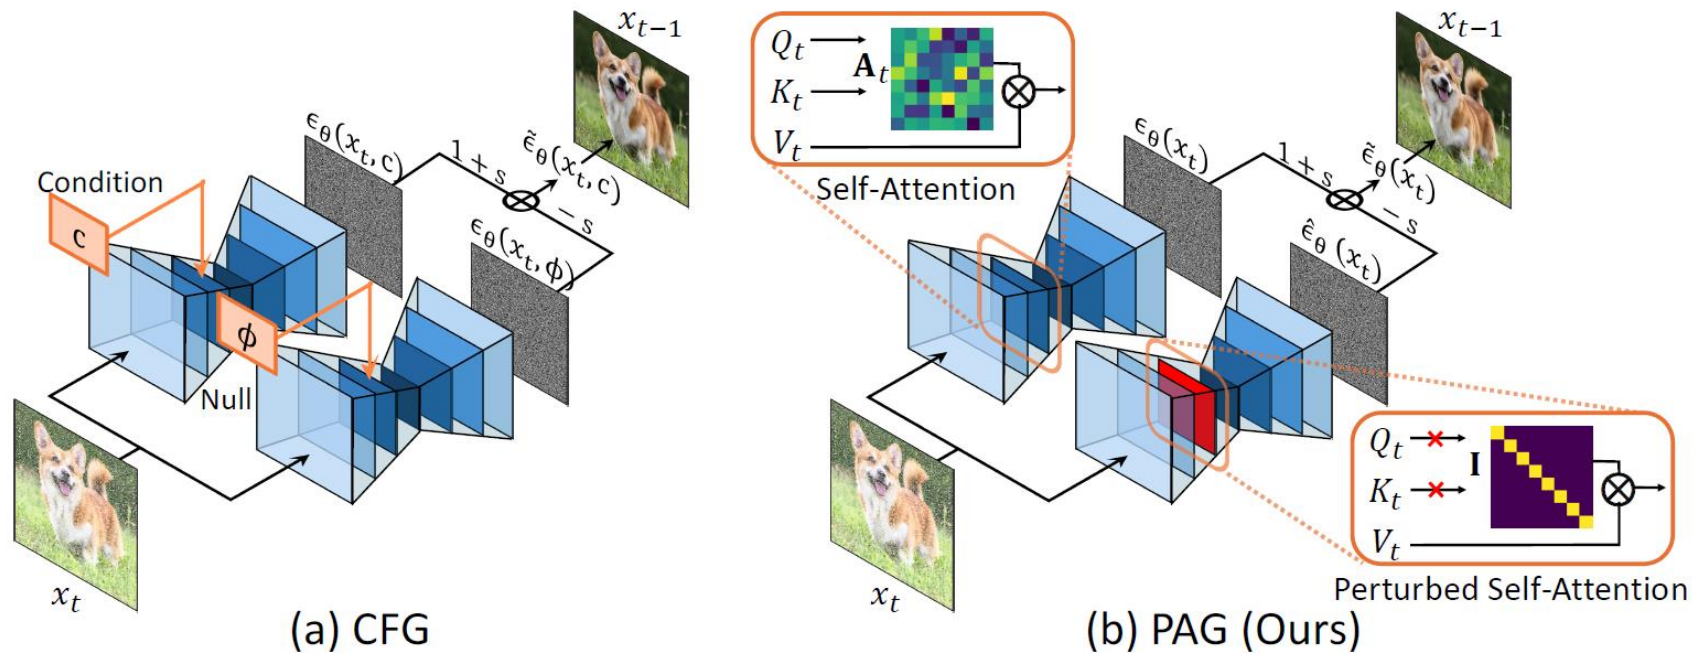 x_{t−1}
ϵ_θ(x_t, c)
1 + s
ϵ̃_θ(x_t, c)
− s
Condition
c
ϵ_θ(x_t, ϕ)
ϕ
Null
x_t
(a) CFG
Q_t
K_t
V_t
A_t
Self-Attention
x_{t−1}
ϵ_θ(x_t)
1 + s
ϵ̃_θ(x_t)
− s
ϵ̂_θ (x_t)
Q_t
K_t
V_t
I
Perturbed Self-Attention
x_t
(b) PAG (Ours)